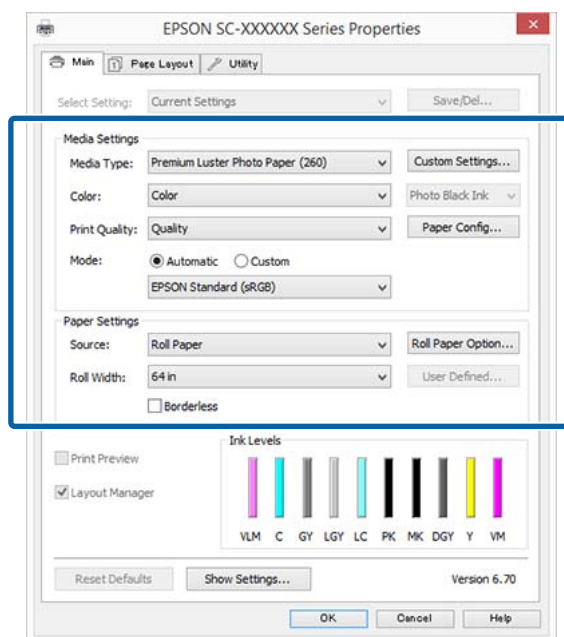 EPSON SC-XXXXXX Series Properties
Main Page Layout Utility
Select Setting: Current Settings Save/Del...
Media Settings
Media Type: Premium Luster Photo Paper (260) Custom Settings...
Color: Color Photo Black Ink
Print Quality: Quality Paper Config...
Mode: Automatic Custom
EPSON Standard (sRGB)
Paper Settings
Source: Roll Paper Roll Paper Option...
Roll Width: 64 in User Defined...
Borderless
Ink Levels
Print Preview
Layout Manager
VLM C GY LGY LC PK MK DGY Y VM
Reset Defaults Show Settings... Version 6.70
OK Cancel Help